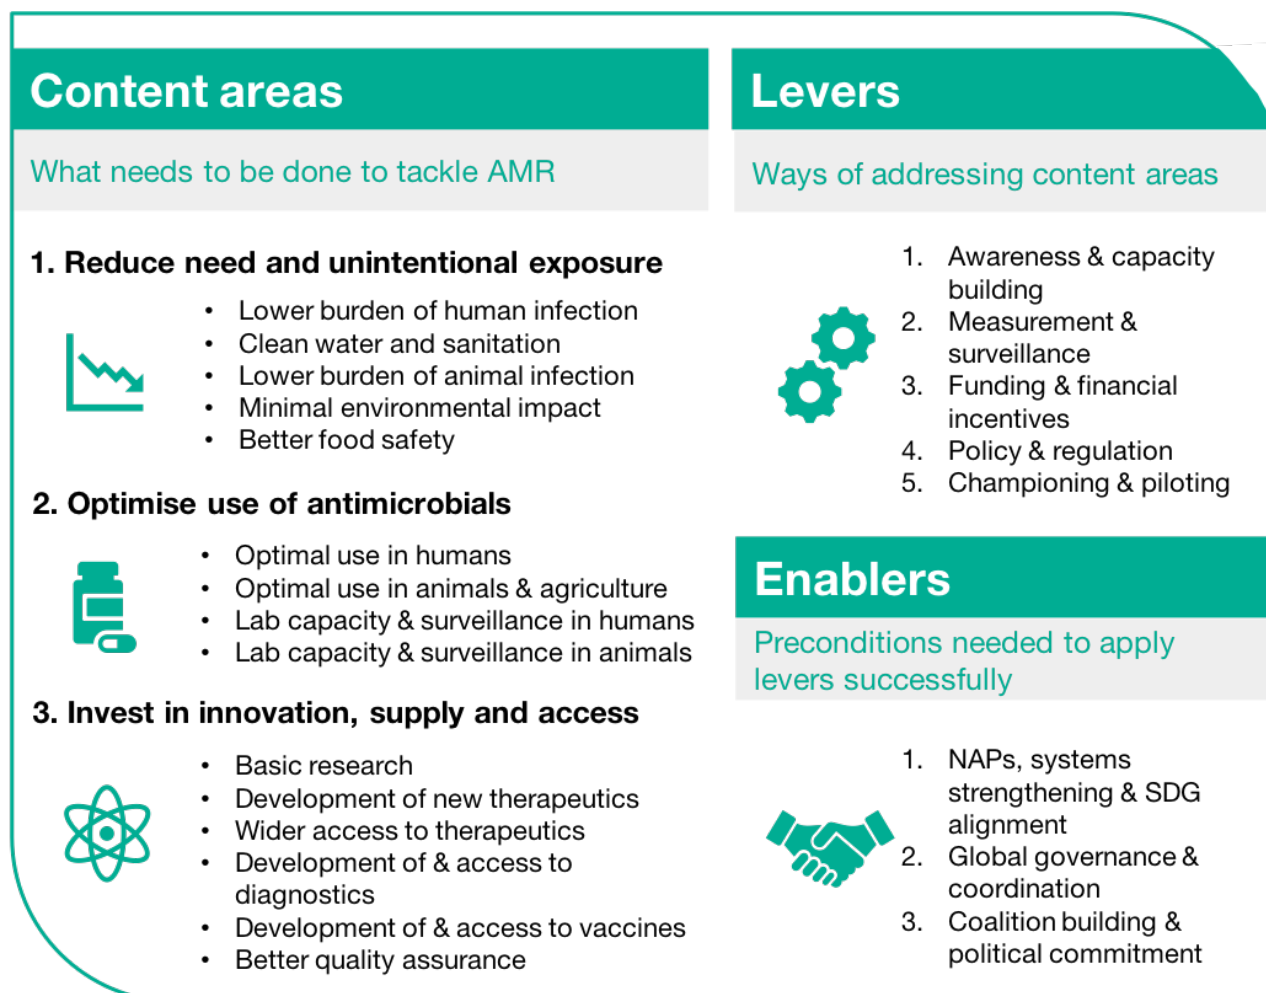 Content areas
What needs to be done to tackle AMR
1. Reduce need and unintentional exposure
• Lower burden of human infection
• Clean water and sanitation
• Lower burden of animal infection
• Minimal environmental impact
• Better food safety
2. Optimise use of antimicrobials
• Optimal use in humans
• Optimal use in animals & agriculture
• Lab capacity & surveillance in humans
• Lab capacity & surveillance in animals
3. Invest in innovation, supply and access
• Basic research
• Development of new therapeutics
• Wider access to therapeutics
• Development of & access to
diagnostics
• Development of & access to vaccines
• Better quality assurance
Levers
Ways of addressing content areas
1. Awareness & capacity
building
2. Measurement &
surveillance
3. Funding & financial
incentives
4. Policy & regulation
5. Championing & piloting
Enablers
Preconditions needed to apply
levers successfully
1. NAPs, systems
strengthening & SDG
alignment
2. Global governance &
coordination
3. Coalition building &
political commitment